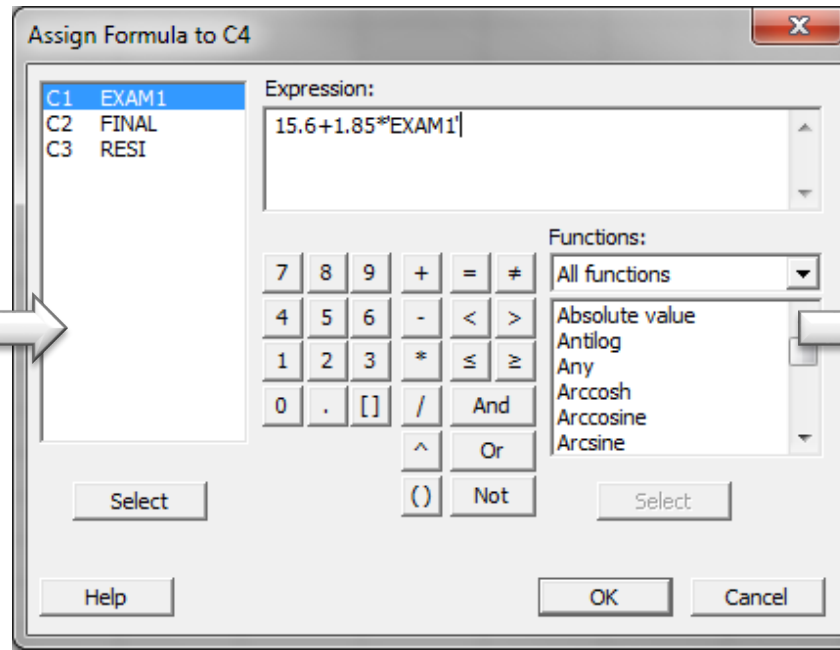 Assign Formula to C4
C1 EXAM1
C2 FINAL
C3 RESI
Expression:
15.6+1.85*'EXAM1'
Functions:
All functions
7 8 9 + = ≠
4 5 6 - < >
1 2 3 * ≤ ≥
0 . [] / And
^ Or
() Not
Absolute value
Antilog
Any
Arccosh
Arccosine
Arcsine
Select
Select
Help
OK
Cancel